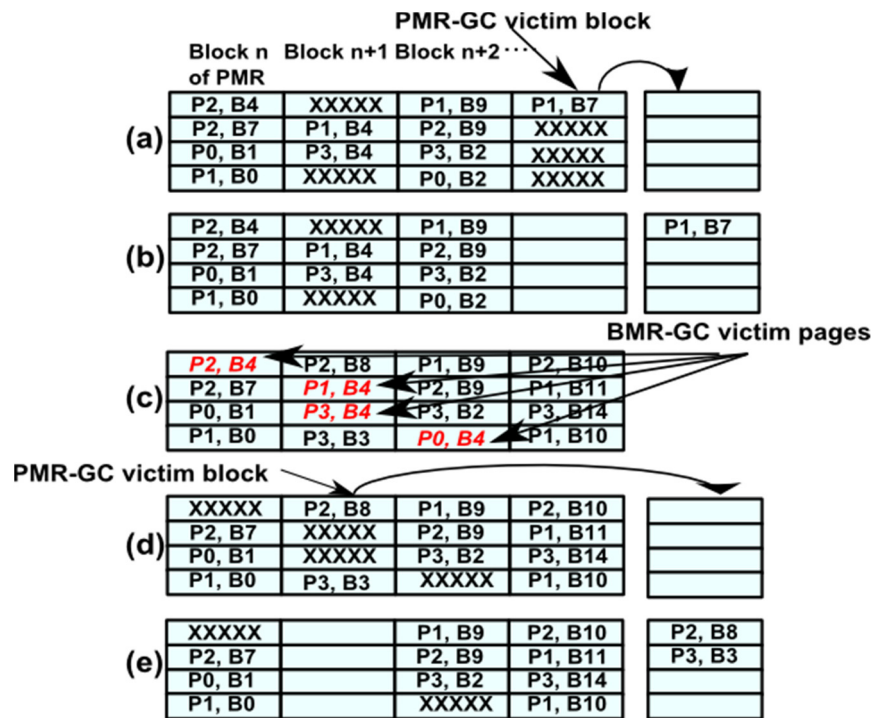 PMR-GC victim block
Block n Block n+1 Block n+2 ····
of PMR
P2, B4 XXXXX P1, B9 P1, B7
P2, B7 P1, B4 P2, B9 XXXXX
(a)
P0, B1 P3, B4 P3, B2 XXXXX
P1, B0 XXXXX P0, B2 XXXXX
P2, B4 XXXXX P1, B9 P1, B7
P2, B7 P1, B4 P2, B9
(b)
P0, B1 P3, B4 P3, B2
P1, B0 XXXXX P0, B2
BMR-GC victim pages
P2, B4 P2, B8 P1, B9 P2, B10
P2, B7 P1, B4 P2, B9 P1, B11
(c)
P0, B1 P3, B4 P3, B2 P3, B14
P1, B0 P3, B3 P0, B4 P1, B10
PMR-GC victim block
XXXXX P2, B8 P1, B9 P2, B10
P2, B7 XXXXX P2, B9 P1, B11
(d)
P0, B1 XXXXX P3, B2 P3, B14
P1, B0 P3, B3 XXXXX P1, B10
XXXXX P1, B9 P2, B10 P2, B8
P2, B7 P2, B9 P1, B11 P3, B3
(e)
P0, B1 P3, B2 P3, B14
P1, B0 XXXXX P1, B10